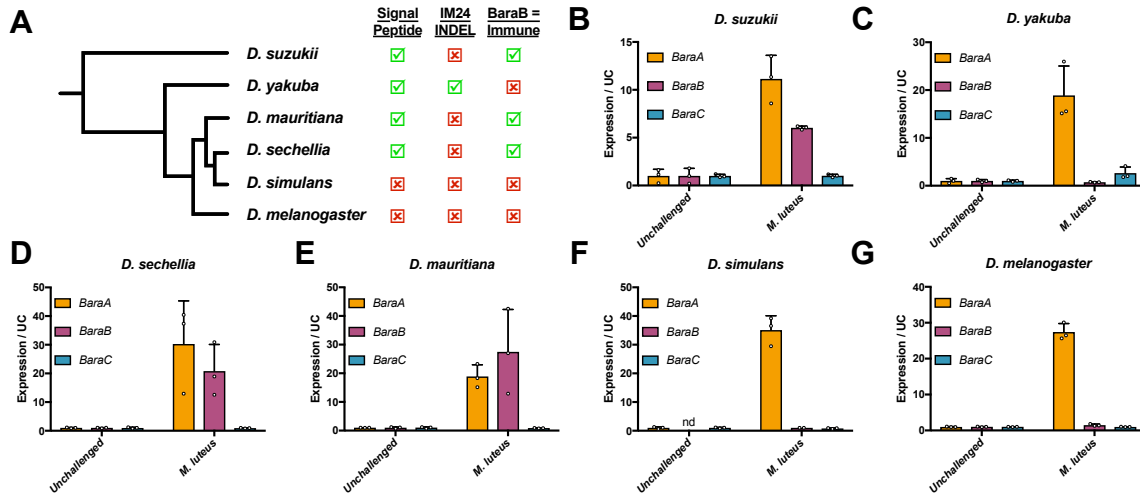 A
Signal Peptide
IM24 INDEL
BaraB = Immune
D. suzukii
D. yakuba
D. mauritiana
D. sechellia
D. simulans
D. melanogaster
B
D. suzukii
Expression / UC
15
10
5
0
BaraA
BaraB
BaraC
Unchallenged
M. luteus
C
D. yakuba
Expression / UC
30
20
10
0
BaraA
BaraB
BaraC
Unchallenged
M. luteus
D
D. sechellia
Expression / UC
50
40
30
20
10
0
BaraA
BaraB
BaraC
Unchallenged
M. luteus
E
D. mauritiana
Expression / UC
50
40
30
20
10
0
BaraA
BaraB
BaraC
Unchallenged
M. luteus
F
D. simulans
Expression / UC
50
40
30
20
10
0
BaraA
BaraB
BaraC
nd
Unchallenged
M. luteus
G
D. melanogaster
Expression / UC
40
30
20
10
0
BaraA
BaraB
BaraC
Unchallenged
M. luteus